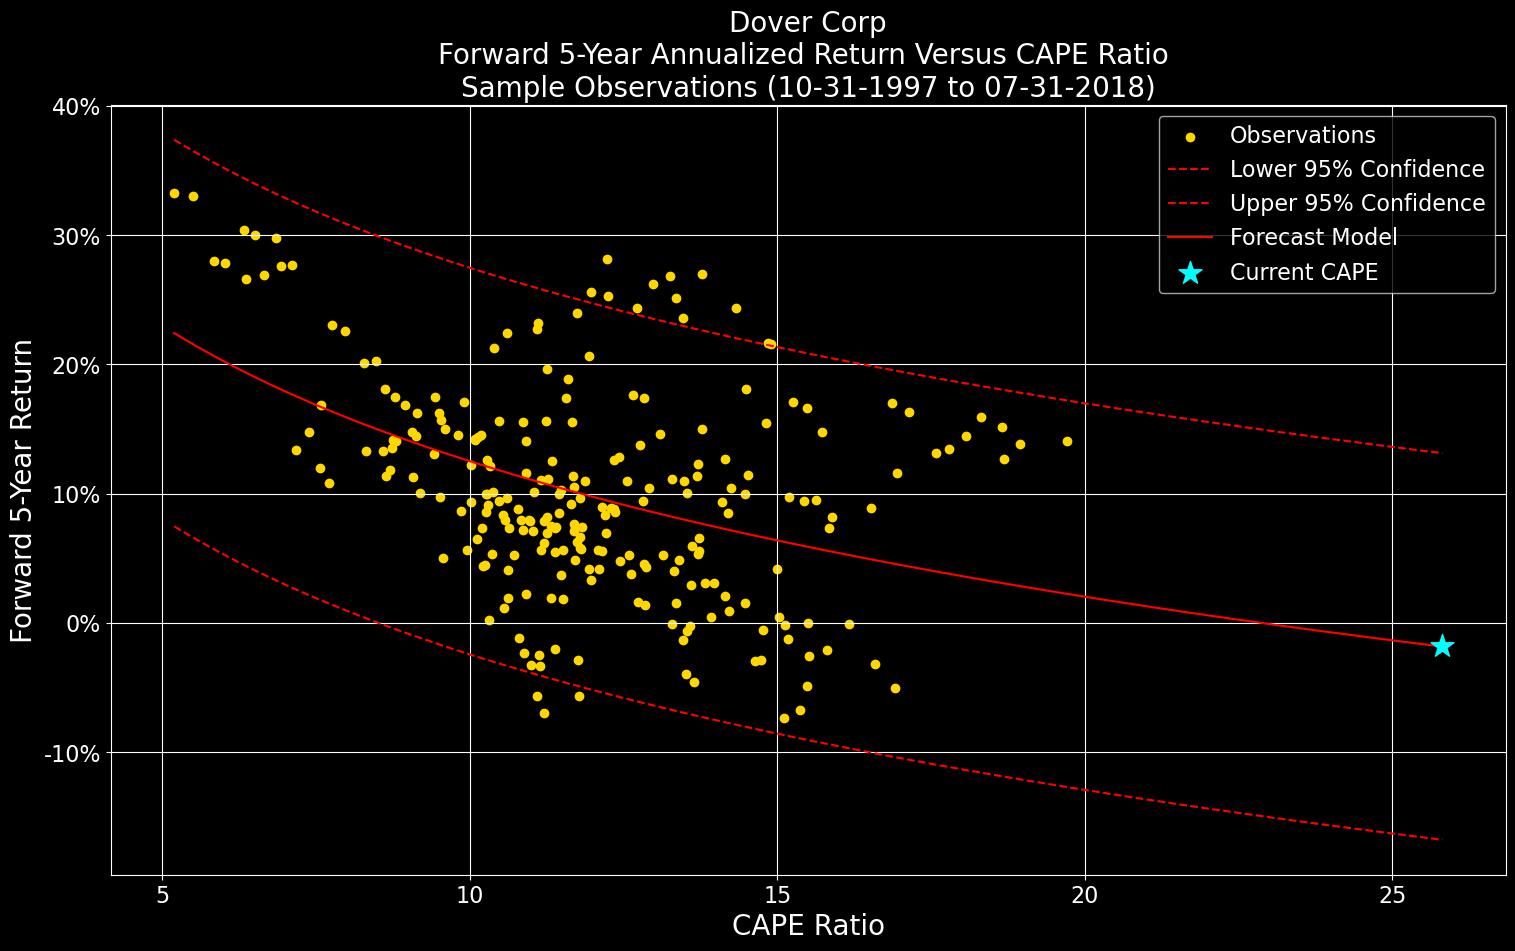 Dover Corp
Forward 5-Year Annualized Return Versus CAPE Ratio
Sample Observations (10-31-1997 to 07-31-2018)
Observations
Lower 95% Confidence
Upper 95% Confidence
Forecast Model
Current CAPE
Forward 5-Year Return
40%
30%
20%
10%
0%
-10%
5
10
15
20
25
CAPE Ratio